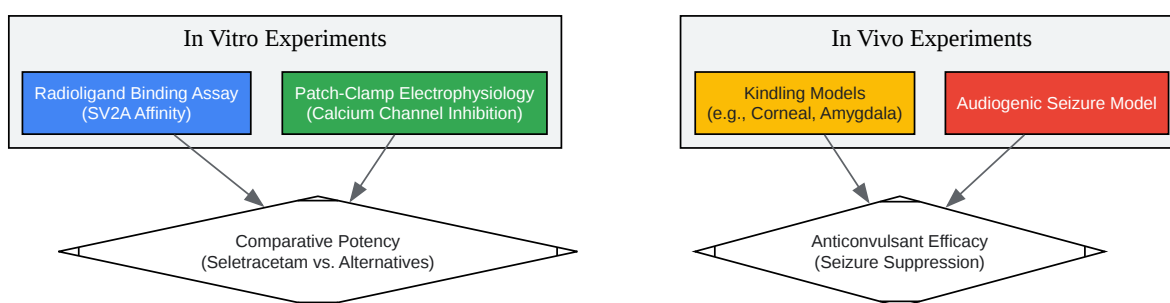 In Vitro Experiments
Radioligand Binding Assay
(SV2A Affinity)
Patch-Clamp Electrophysiology
(Calcium Channel Inhibition)
Comparative Potency
(Seletracetam vs. Alternatives)
In Vivo Experiments
Kindling Models
(e.g., Corneal, Amygdala)
Audiogenic Seizure Model
Anticonvulsant Efficacy
(Seizure Suppression)